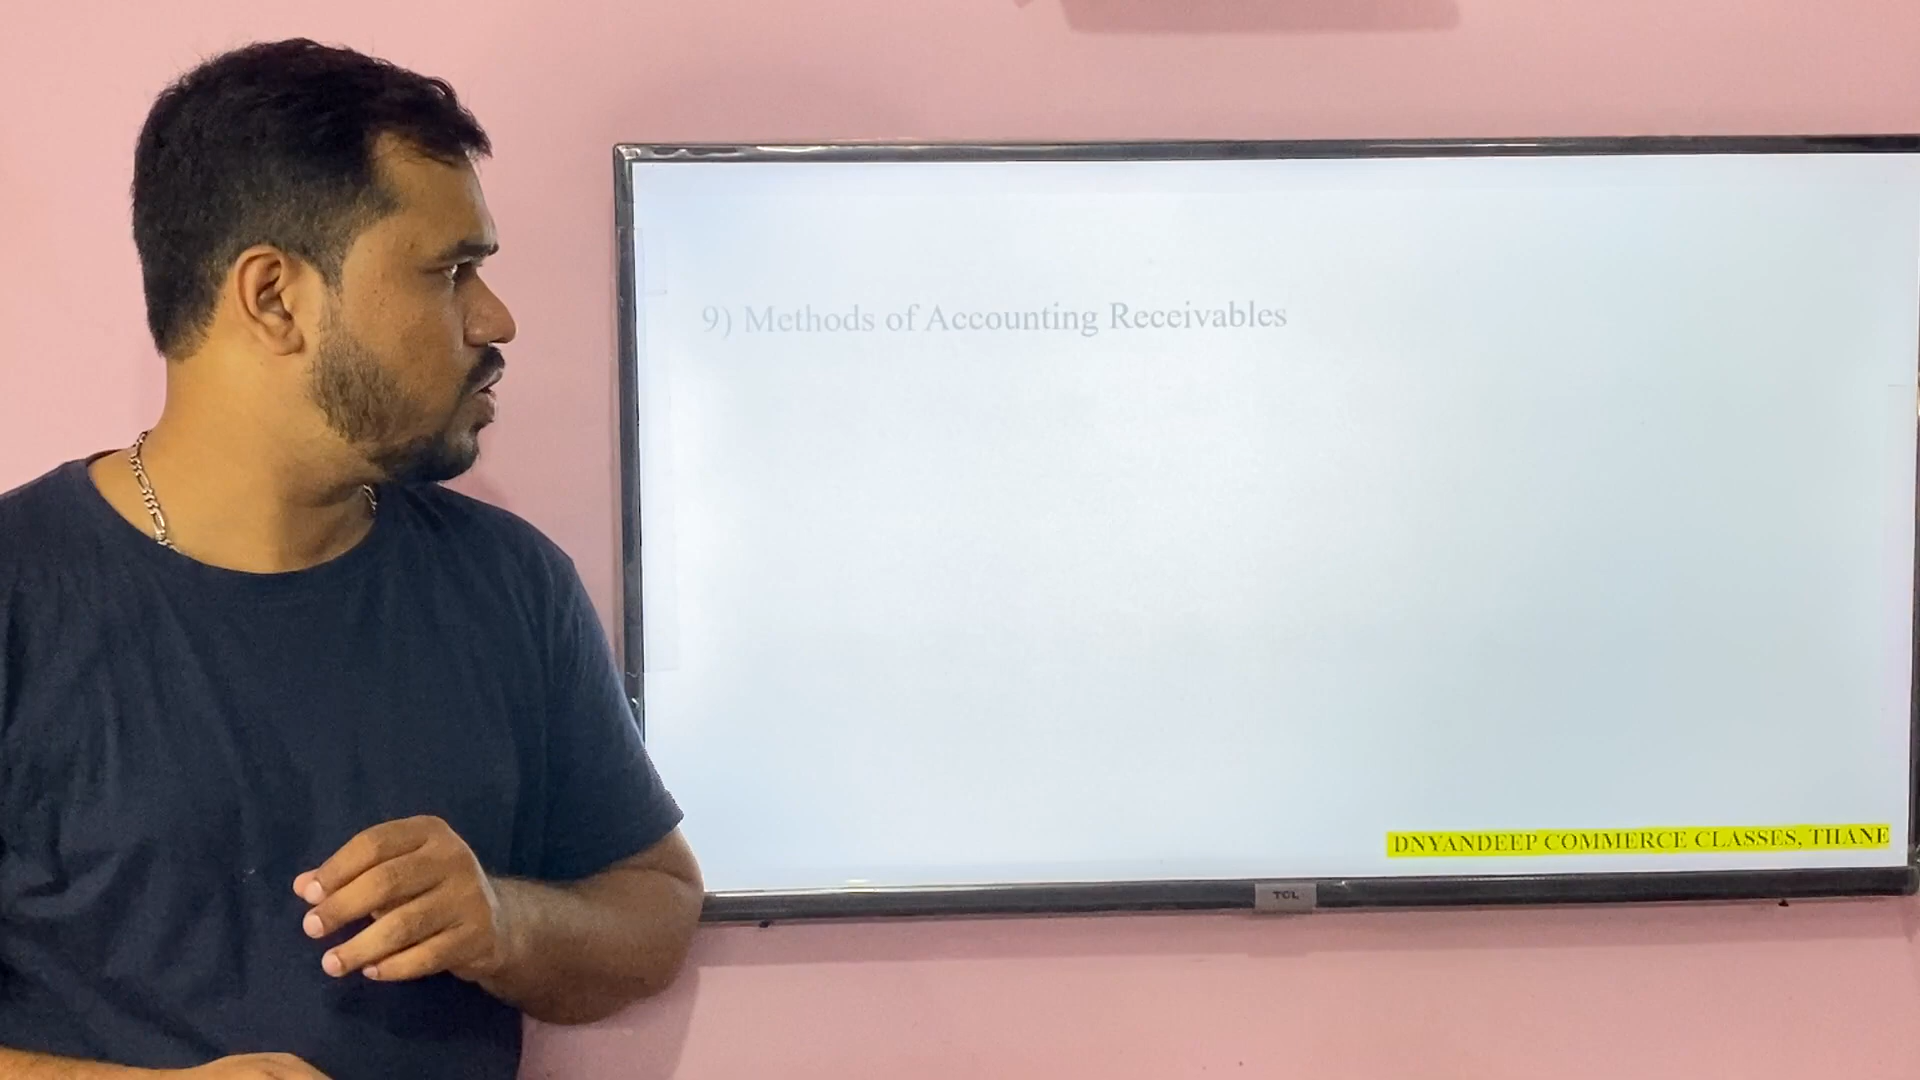 9) Methods of Accounting Receivables
DNYANDEEP COMMERCE CLASSES, THANE
TCL